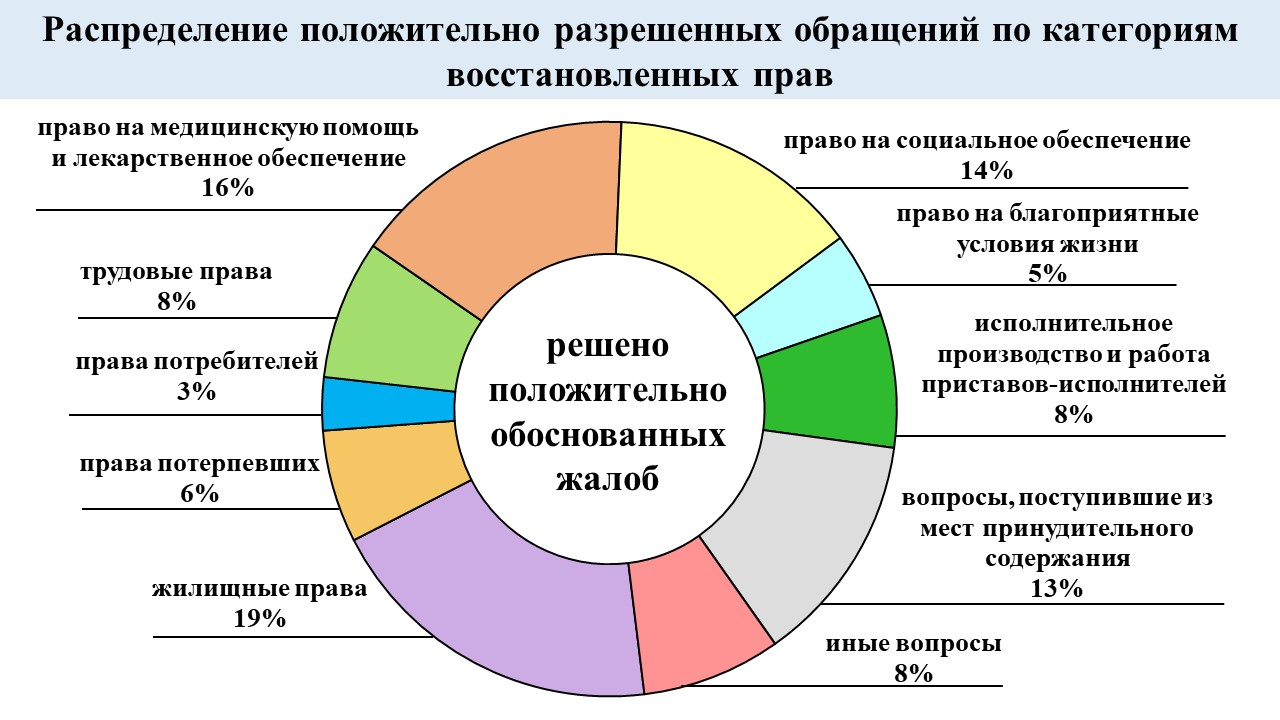 Распределение положительно разрешенных обращений по категориям
восстановленных прав
право на медицинскую помощь
и лекарственное обеспечение
16%
трудовые права
8%
права потребителей
3%
права потерпевших
6%
жилищные права
19%
решено
положительно
обоснованных
жалоб
право на социальное обеспечение
14%
право на благоприятные
условия жизни
5%
исполнительное
производство и работа
приставов-исполнителей
8%
вопросы, поступившие из
мест принудительного
содержания
13%
иные вопросы
8%